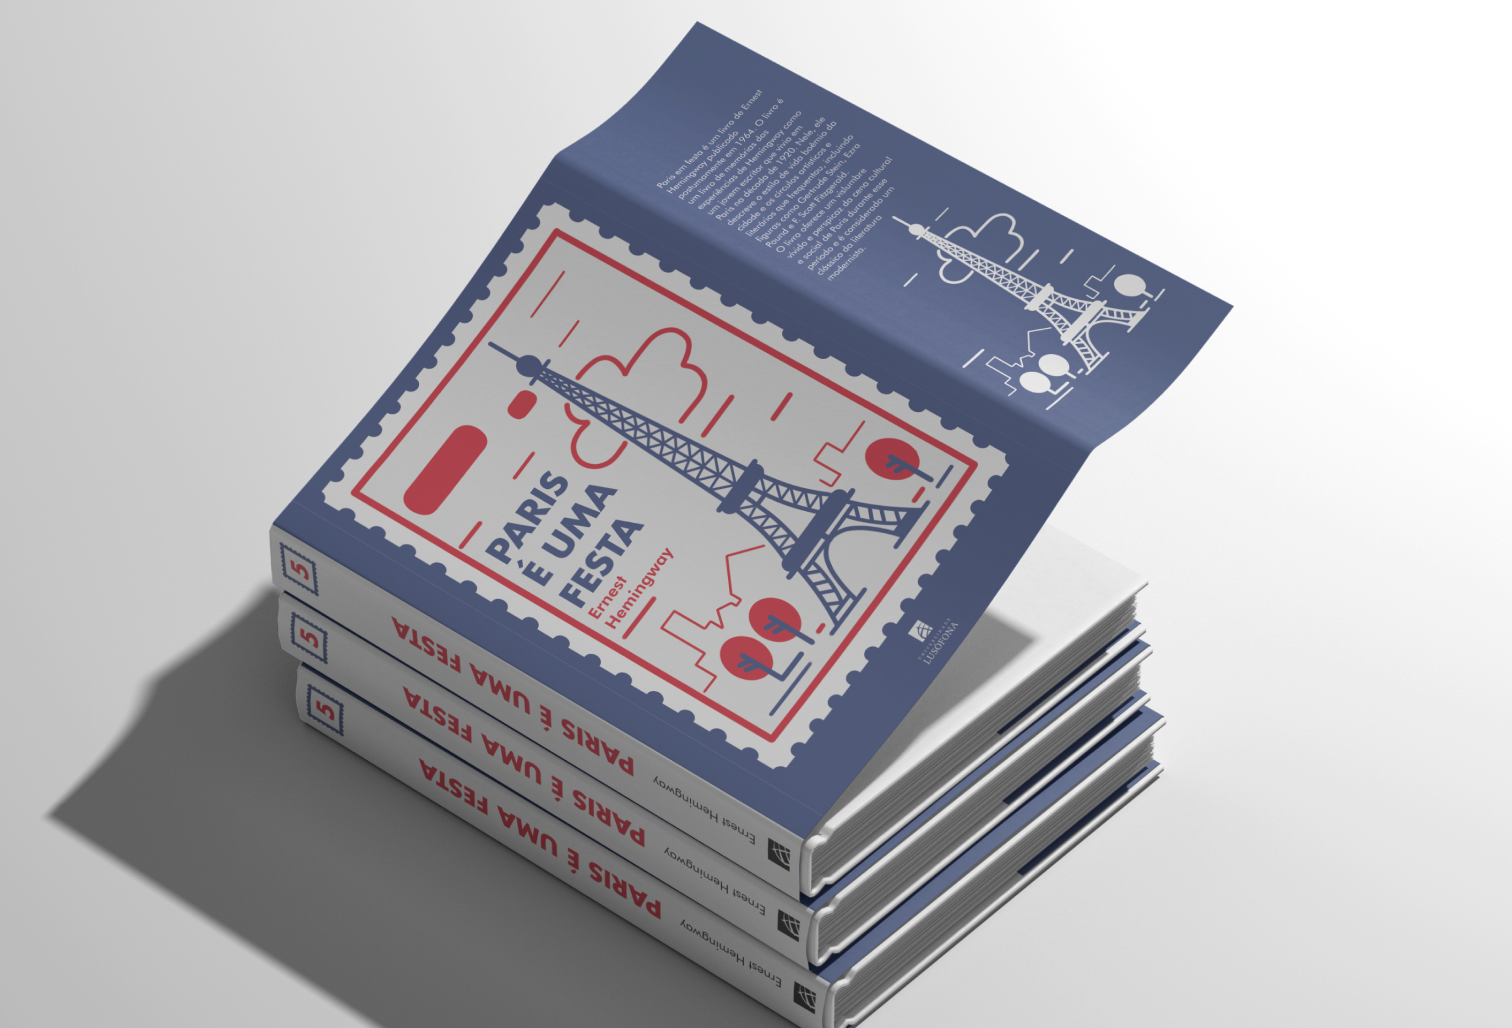 Paris em festa é um livro de Ernest
Hemingway publicado
postumamente em 1964. O livro é
um livro de memórias das
experiências de Hemingway como
um jovem escritor que vivia em
Paris na década de 1920. Nele, ele
descreve o estilo de vida boêmio da
cidade e os círculos artísticos e
literários que frequentou, incluindo
figuras como Gertrude Stein, Ezra
Pound e F. Scott Fitzgerald.
O livro oferece um vislumbre
vívido e perspicaz da cena cultural
e social de Paris durante esse
período e é considerado um
clássico da literatura
modernista.
PARIS
É UMA
FESTA
Ernest
Hemingway
LUSÓFONA
5
PARIS É UMA FESTA
Ernest Hemingway
5
PARIS É UMA FESTA
Ernest Hemingway
5
PARIS É UMA FESTA
Ernest Hemingway